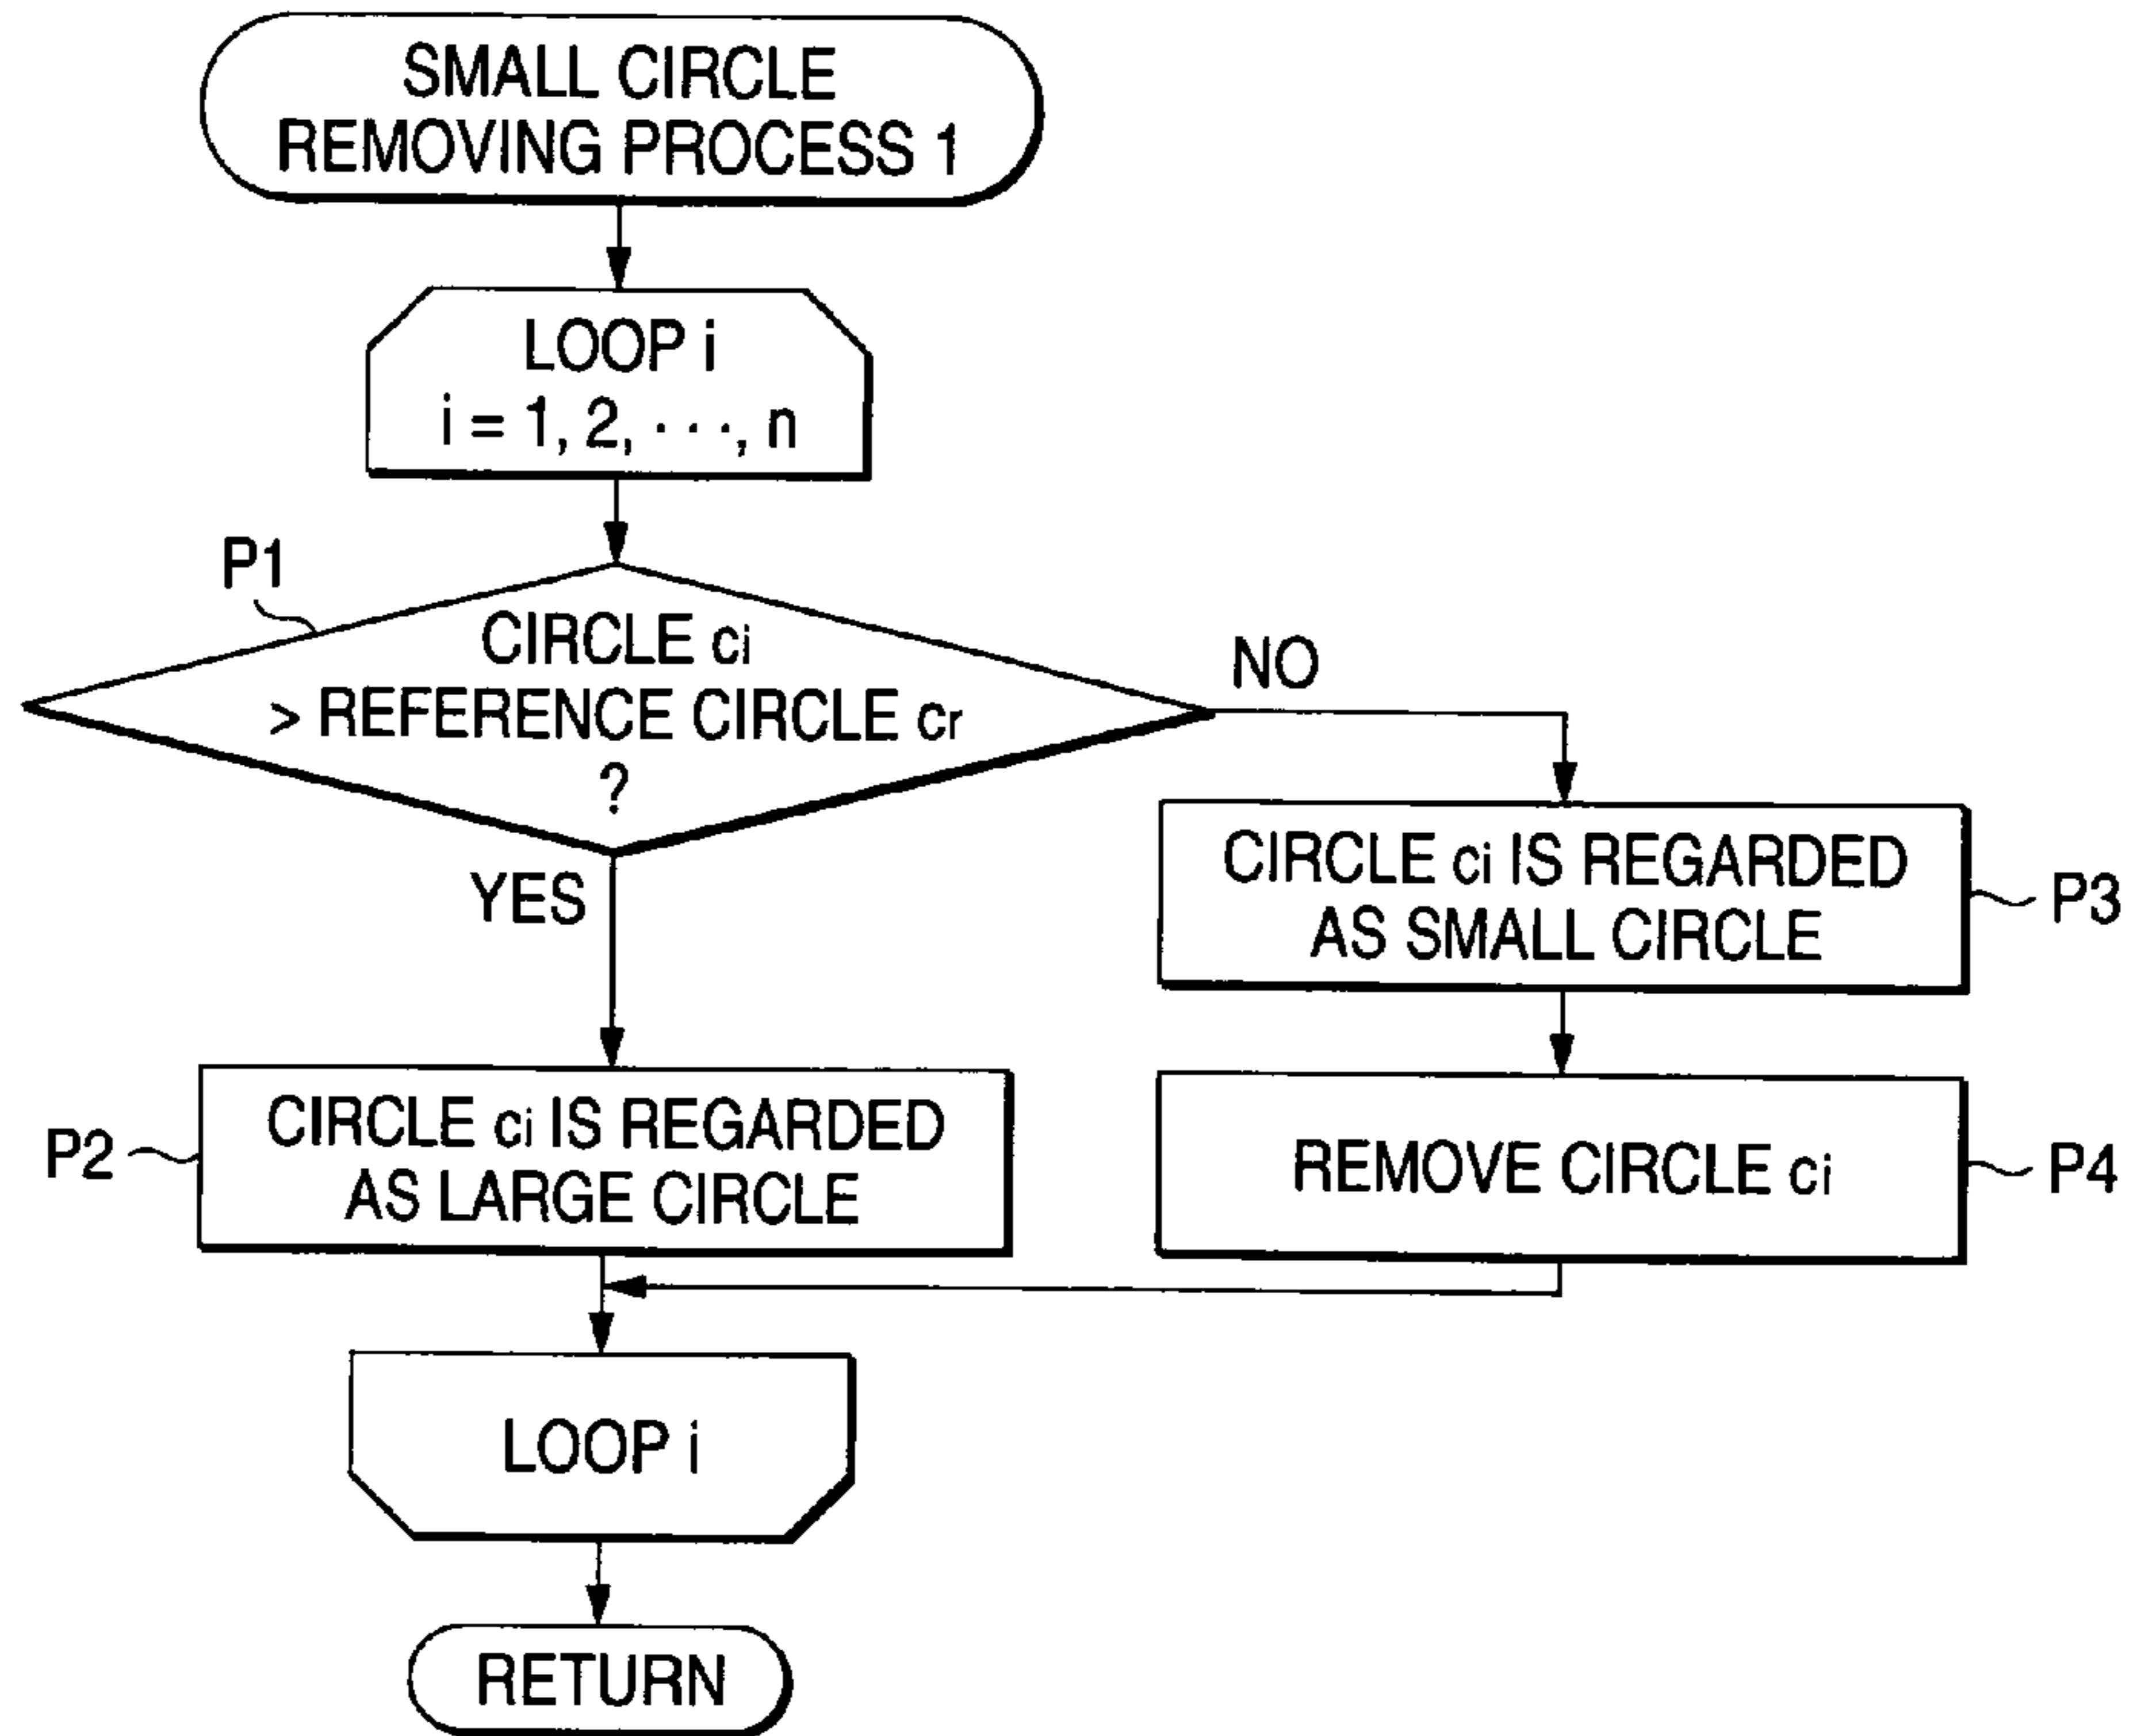 SMALL CIRCLE
REMOVING PROCESS 1
LOOP i
i = 1, 2, ···, n
P1
CIRCLE ci
> REFERENCE CIRCLE cr
?
NO
YES
CIRCLE ci IS REGARDED
AS SMALL CIRCLE
P3
P2
CIRCLE ci IS REGARDED
AS LARGE CIRCLE
REMOVE CIRCLE ci
P4
LOOP i
RETURN